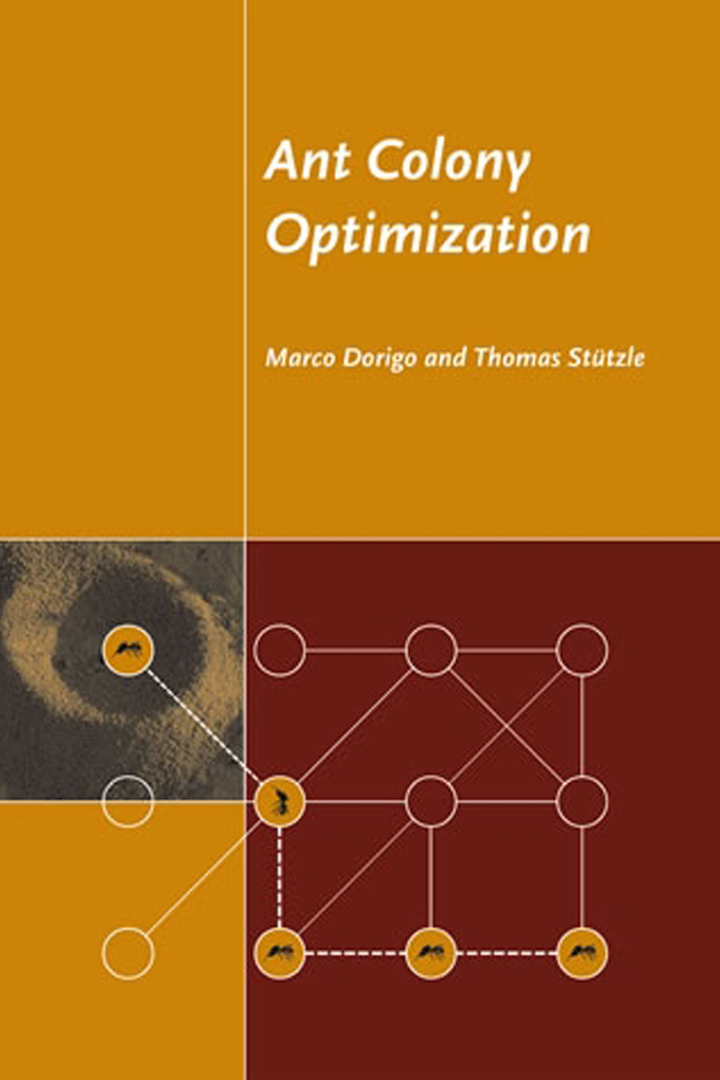 Ant Colony
Optimization
Marco Dorigo and Thomas Stützle